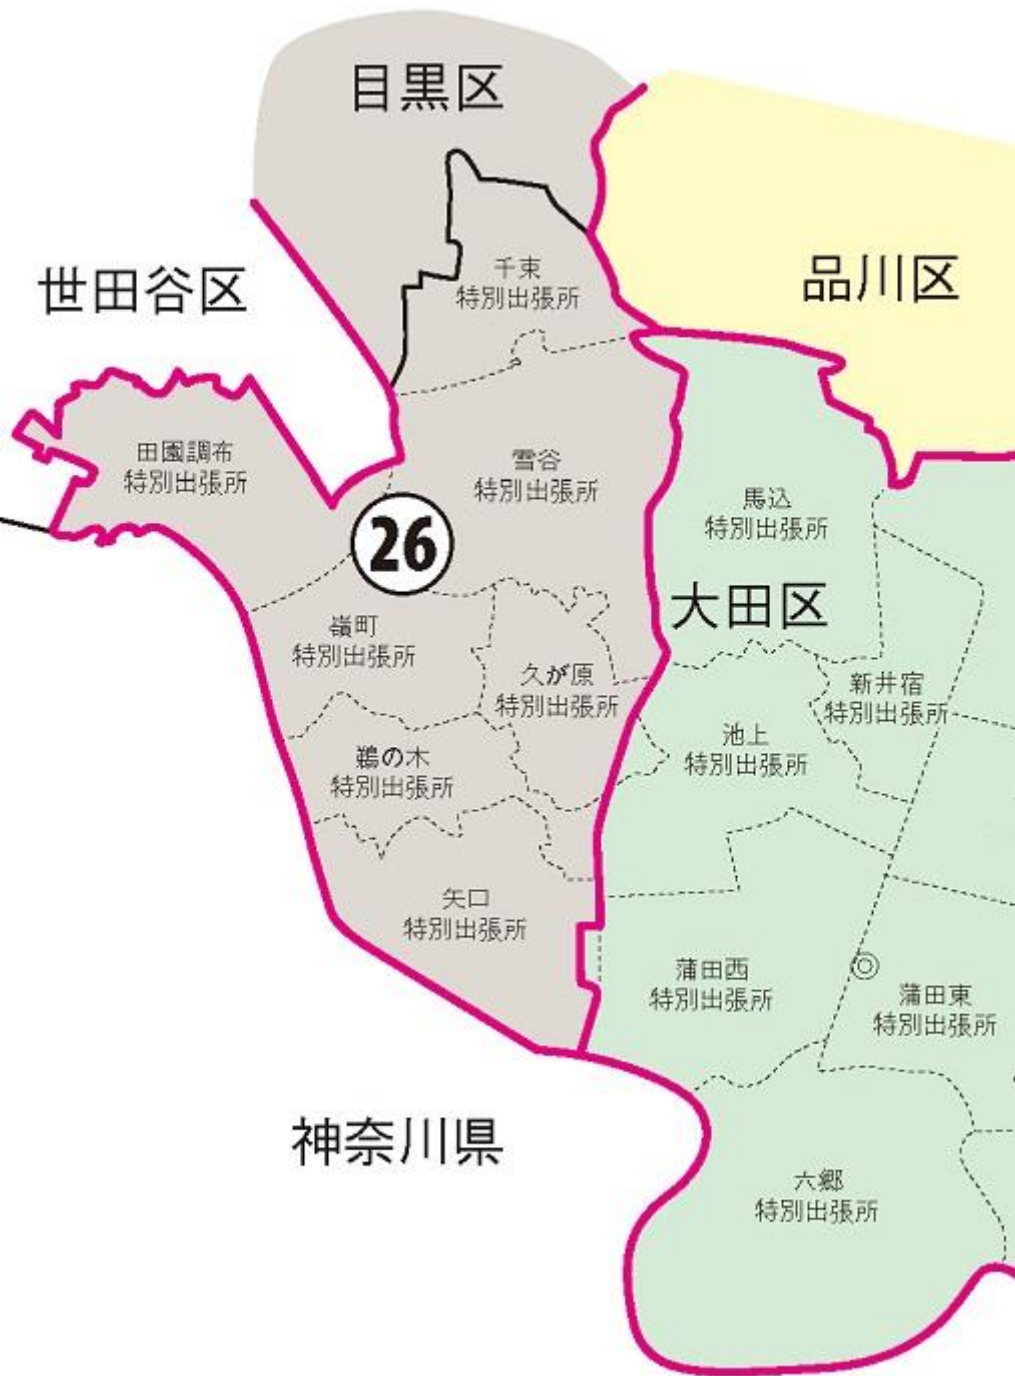 目黒区
世田谷区
品川区
千束
特別出張所
田園調布
特別出張所
雪谷
特別出張所
馬込
特別出張所
26
大田区
嶺町
特別出張所
久が原
特別出張所
新井宿
特別出張所
池上
特別出張所
鵜の木
特別出張所
矢口
特別出張所
蒲田西
特別出張所
蒲田東
特別出張所
神奈川県
六郷
特別出張所